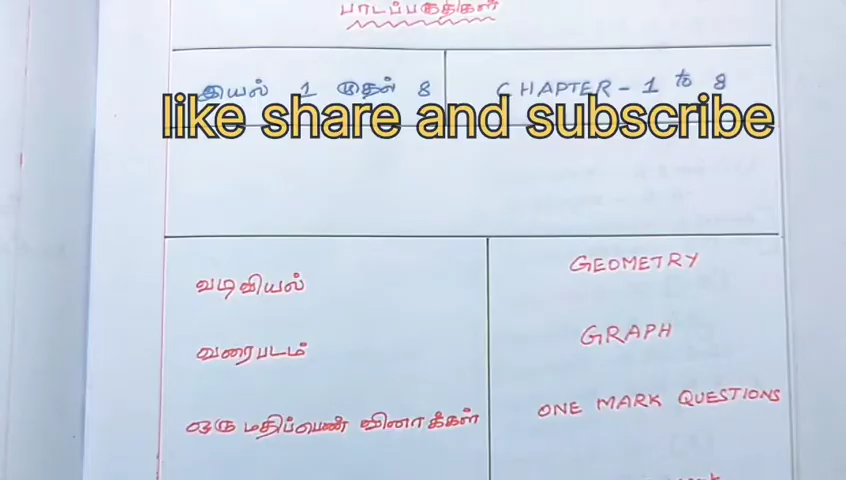 பாடப்பகுதிகள்
இயல் 1 முதல் 8 CHAPTER - 1 to 8
like share and subscribe
வடிவியல் GEOMETRY
வரைபடம் GRAPH
ஒரு மதிப்பெண் வினாக்கள் ONE MARK QUESTIONS